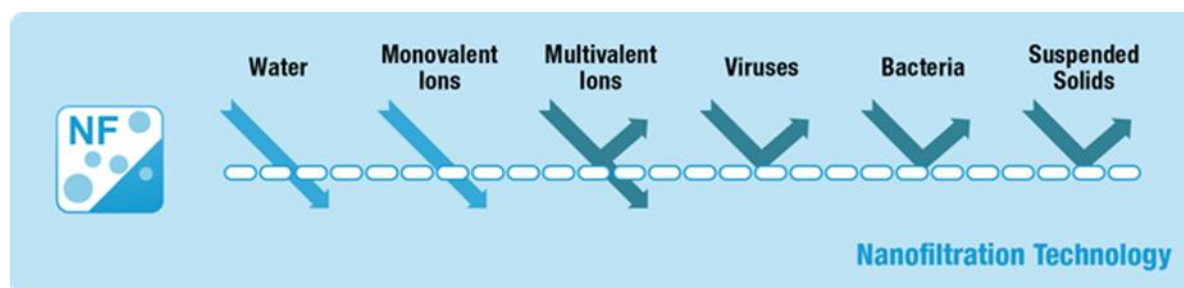 NF
Water
Monovalent
Ions
Multivalent
Ions
Viruses
Bacteria
Suspended
Solids
Nanofiltration Technology